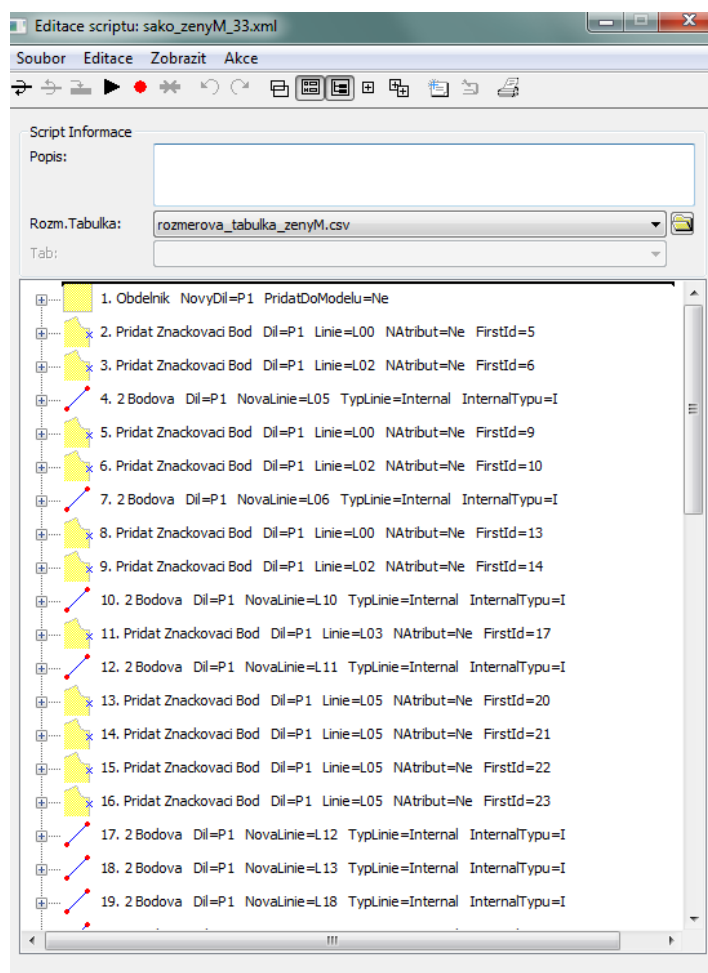 Editace scriptu: sako_zenyM_33.xml
Soubor Editace Zobrazit Akce
Script Informace
Popis:
Rozm.Tabulka: rozmerova_tabulka_zenyM.csv
Tab:
1. Obdelnik NovyDil=P1 PridatDoModelu=Ne
2. Pridat Znackovaci Bod Dil=P1 Linie=L00 NAtribut=Ne FirstId=5
3. Pridat Znackovaci Bod Dil=P1 Linie=L02 NAtribut=Ne FirstId=6
4. 2 Bodova Dil=P1 NovaLinie=L05 TypLinie=Internal InternalTypu=I
5. Pridat Znackovaci Bod Dil=P1 Linie=L00 NAtribut=Ne FirstId=9
6. Pridat Znackovaci Bod Dil=P1 Linie=L02 NAtribut=Ne FirstId=10
7. 2 Bodova Dil=P1 NovaLinie=L06 TypLinie=Internal InternalTypu=I
8. Pridat Znackovaci Bod Dil=P1 Linie=L00 NAtribut=Ne FirstId=13
9. Pridat Znackovaci Bod Dil=P1 Linie=L02 NAtribut=Ne FirstId=14
10. 2 Bodova Dil=P1 NovaLinie=L10 TypLinie=Internal InternalTypu=I
11. Pridat Znackovaci Bod Dil=P1 Linie=L03 NAtribut=Ne FirstId=17
12. 2 Bodova Dil=P1 NovaLinie=L11 TypLinie=Internal InternalTypu=I
13. Pridat Znackovaci Bod Dil=P1 Linie=L05 NAtribut=Ne FirstId=20
14. Pridat Znackovaci Bod Dil=P1 Linie=L05 NAtribut=Ne FirstId=21
15. Pridat Znackovaci Bod Dil=P1 Linie=L05 NAtribut=Ne FirstId=22
16. Pridat Znackovaci Bod Dil=P1 Linie=L05 NAtribut=Ne FirstId=23
17. 2 Bodova Dil=P1 NovaLinie=L12 TypLinie=Internal InternalTypu=I
18. 2 Bodova Dil=P1 NovaLinie=L13 TypLinie=Internal InternalTypu=I
19. 2 Bodova Dil=P1 NovaLinie=L18 TypLinie=Internal InternalTypu=I